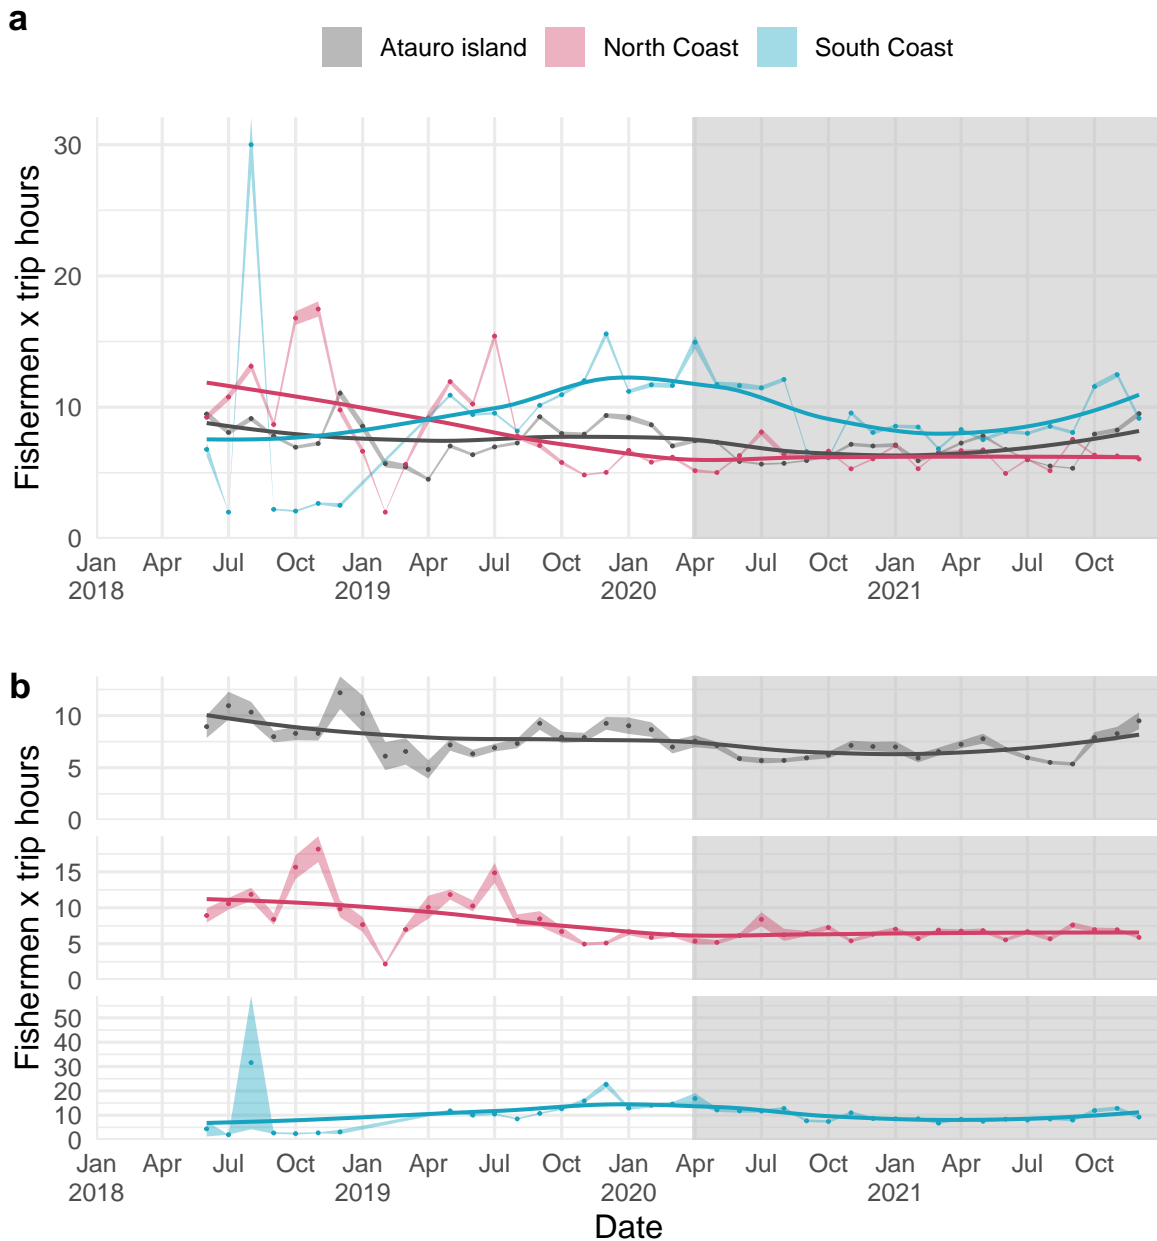 a
Atauro island North Coast South Coast
Fishermen x trip hours
30
20
10
0
Jan Apr Jul Oct Jan Apr Jul Oct Jan Apr Jul Oct Jan Apr Jul Oct
2018 2019 2020 2021
b
Fishermen x trip hours
10
5
0
15
10
5
0
50
40
30
20
10
0
Jan Apr Jul Oct Jan Apr Jul Oct Jan Apr Jul Oct Jan Apr Jul Oct
2018 2019 2020 2021
Date